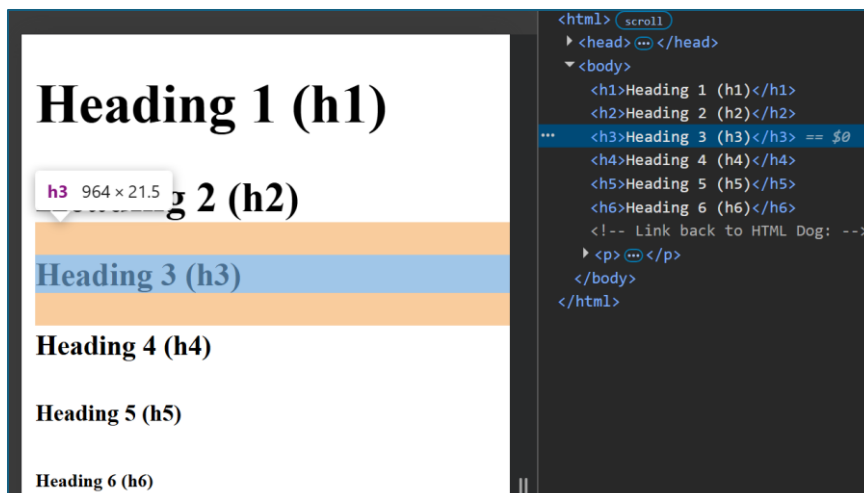 Heading 1 (h1)
h3 964 × 21.5
2 (h2)
Heading 3 (h3)
Heading 4 (h4)
Heading 5 (h5)
Heading 6 (h6)
<html> scroll
<head> ••• </head>
<body>
<h1>Heading 1 (h1)</h1>
<h2>Heading 2 (h2)</h2>
••• <h3>Heading 3 (h3)</h3> == $0
<h4>Heading 4 (h4)</h4>
<h5>Heading 5 (h5)</h5>
<h6>Heading 6 (h6)</h6>
<!-- Link back to HTML Dog: -->
<p> ••• </p>
</body>
</html>